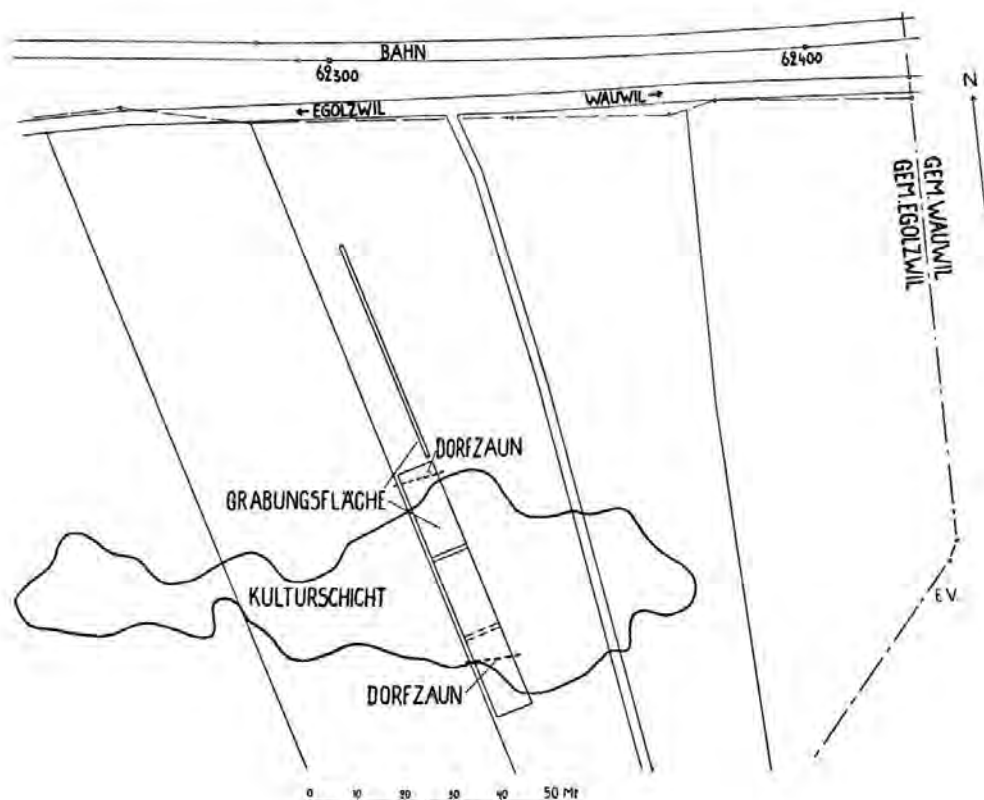 BAHN
62300
62400
← EGOLZWIL
WAUWIL →
N
GEM. WAUWIL
GEM. EGOLZWIL
DORFZAUN
GRABUNGSFLÄCHE
KULTURSCHICHT
E.V.
DORFZAUN
0 10 20 30 40 50 Mt